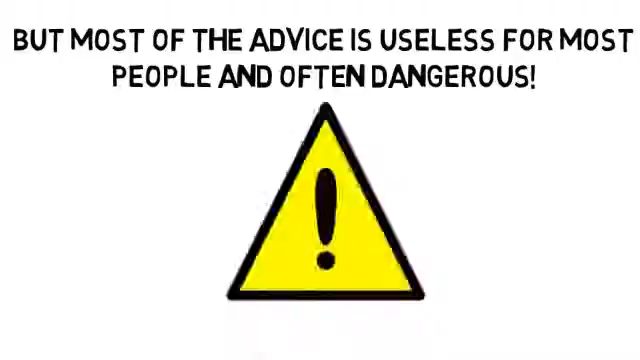 BUT MOST OF THE ADVICE IS USELESS FOR MOST
PEOPLE AND OFTEN DANGEROUS!
!